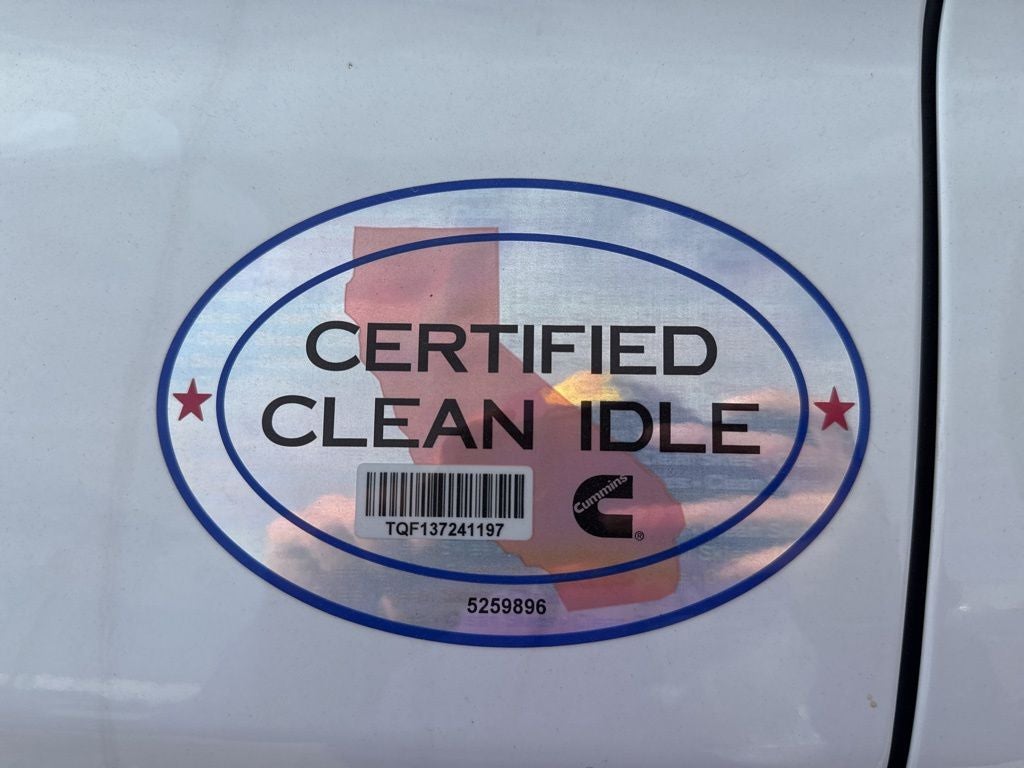 CERTIFIED
CLEAN IDLE
TQF137241197
Cummins
®
5259896